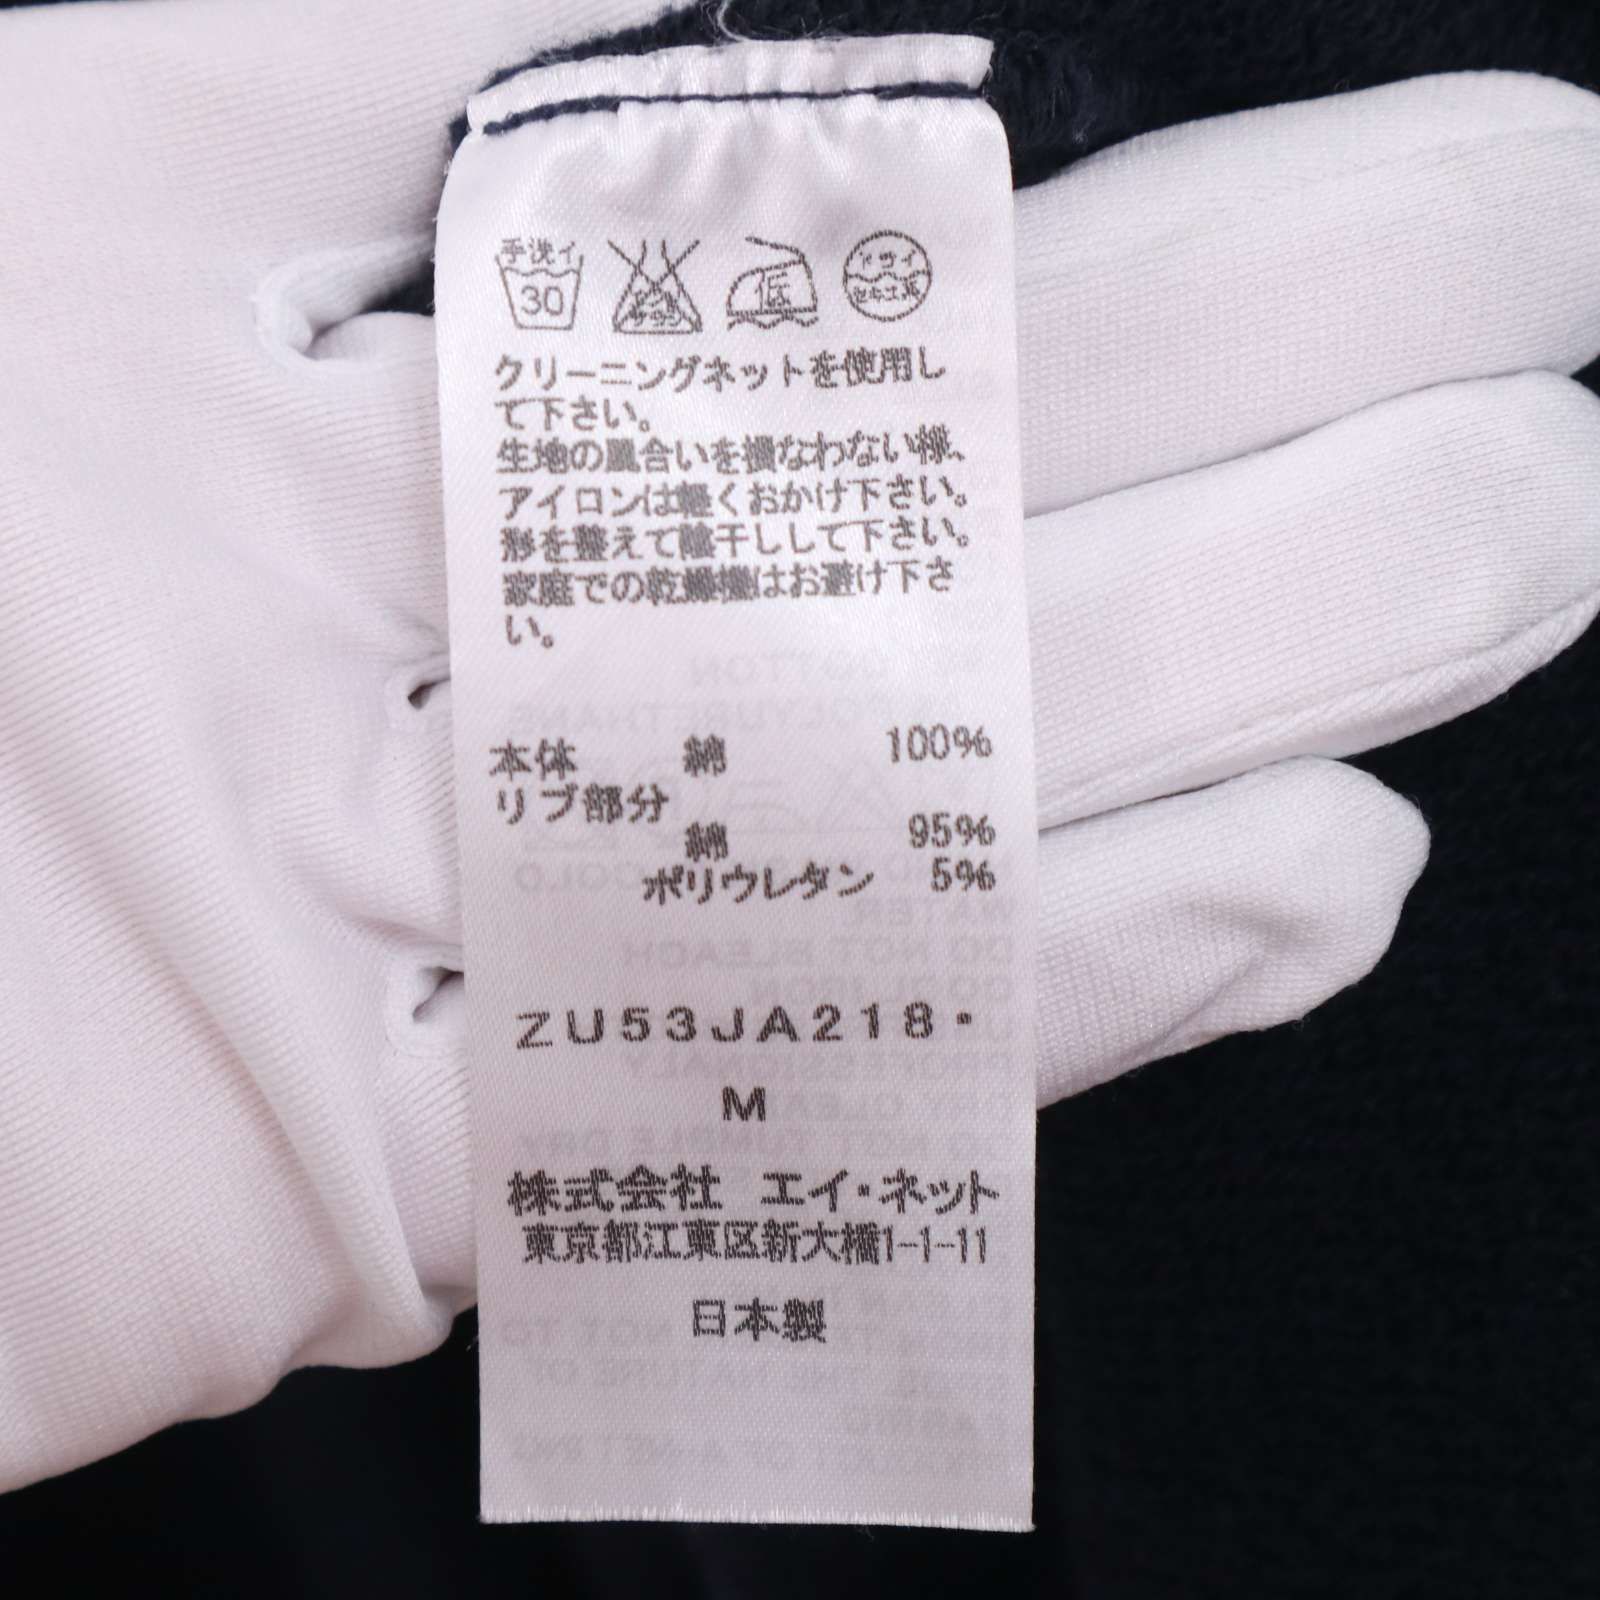 手洗イ
30
エンソ
サラシ
低
ドライ
セキユ系
クリーニングネットを使用し
て下さい。
生地の風合いを損なわない様、
アイロンは軽くおかけ下さい。
形を整えて陰干しして下さい。
家庭での乾燥機はお避け下さ
い。
本体 綿 100%
リブ部分
綿 95%
ポリウレタン 5%
ZU53JA218・
M
株式会社 エイ・ネット
東京都江東区新大橋1-1-11
日本製